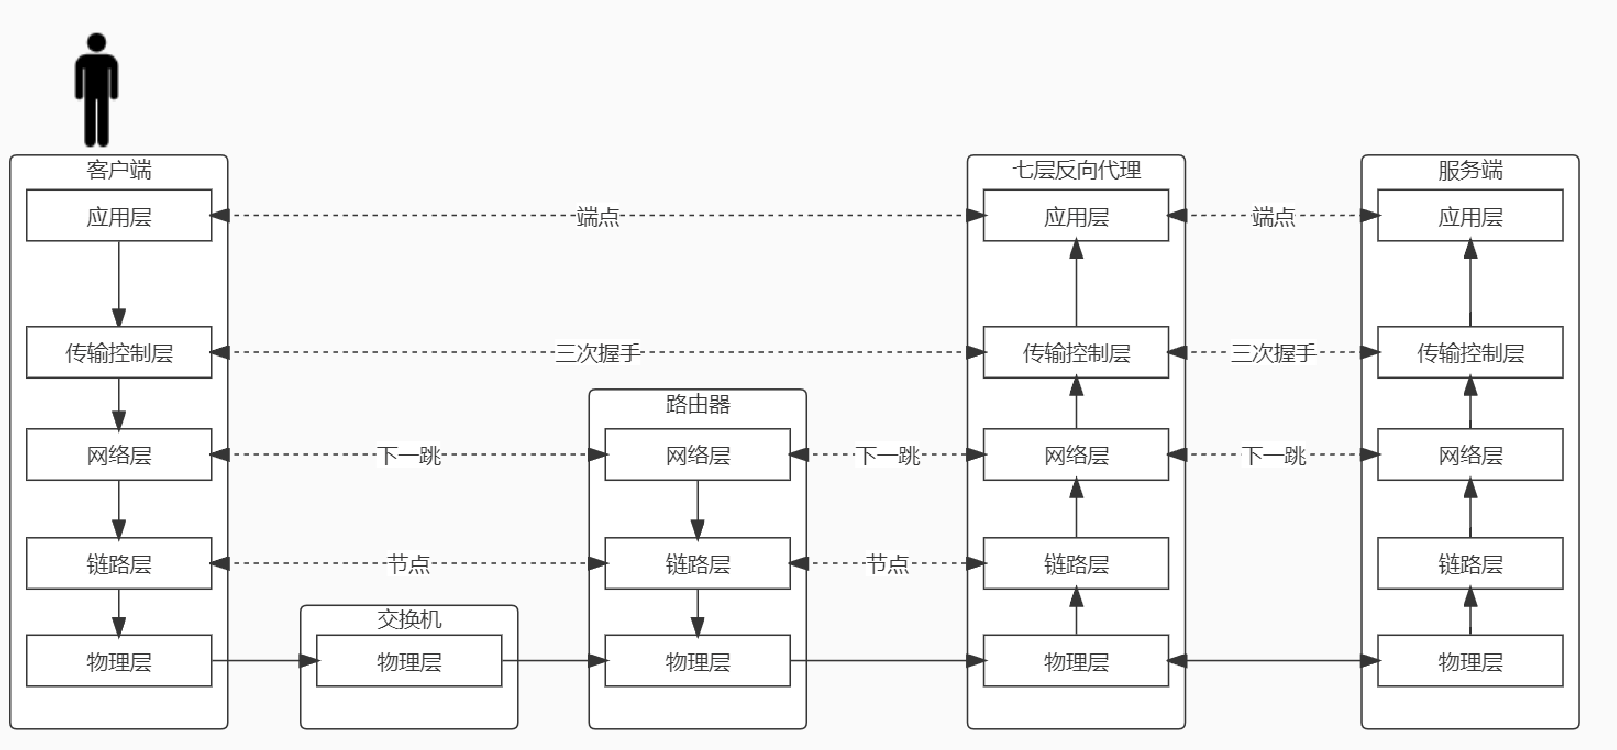 客户端
七层反向代理
服务端
应用层
端点
应用层
端点
应用层
传输控制层
三次握手
传输控制层
三次握手
传输控制层
路由器
网络层
下一跳
网络层
下一跳
网络层
下一跳
网络层
链路层
节点
链路层
节点
链路层
链路层
交换机
物理层
物理层
物理层
物理层
物理层